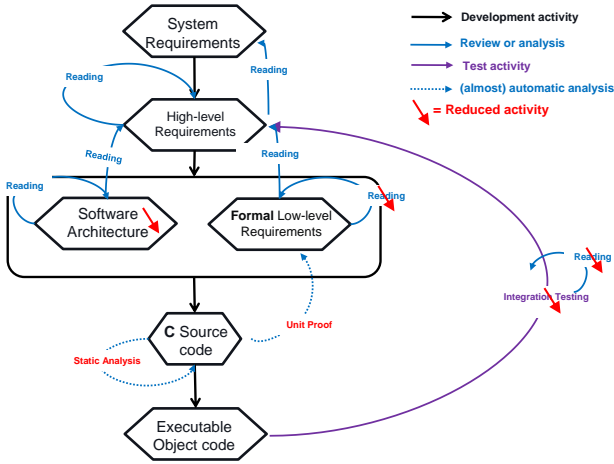 System
Requirements
Development activity
Review or analysis
Test activity
(almost) automatic analysis
= Reduced activity
Reading
Reading
High-level
Requirements
Reading
Reading
Reading
Reading
Software
Architecture
Formal Low-level
Requirements
Reading
Integration Testing
C Source
code
Unit Proof
Static Analysis
Executable
Object code